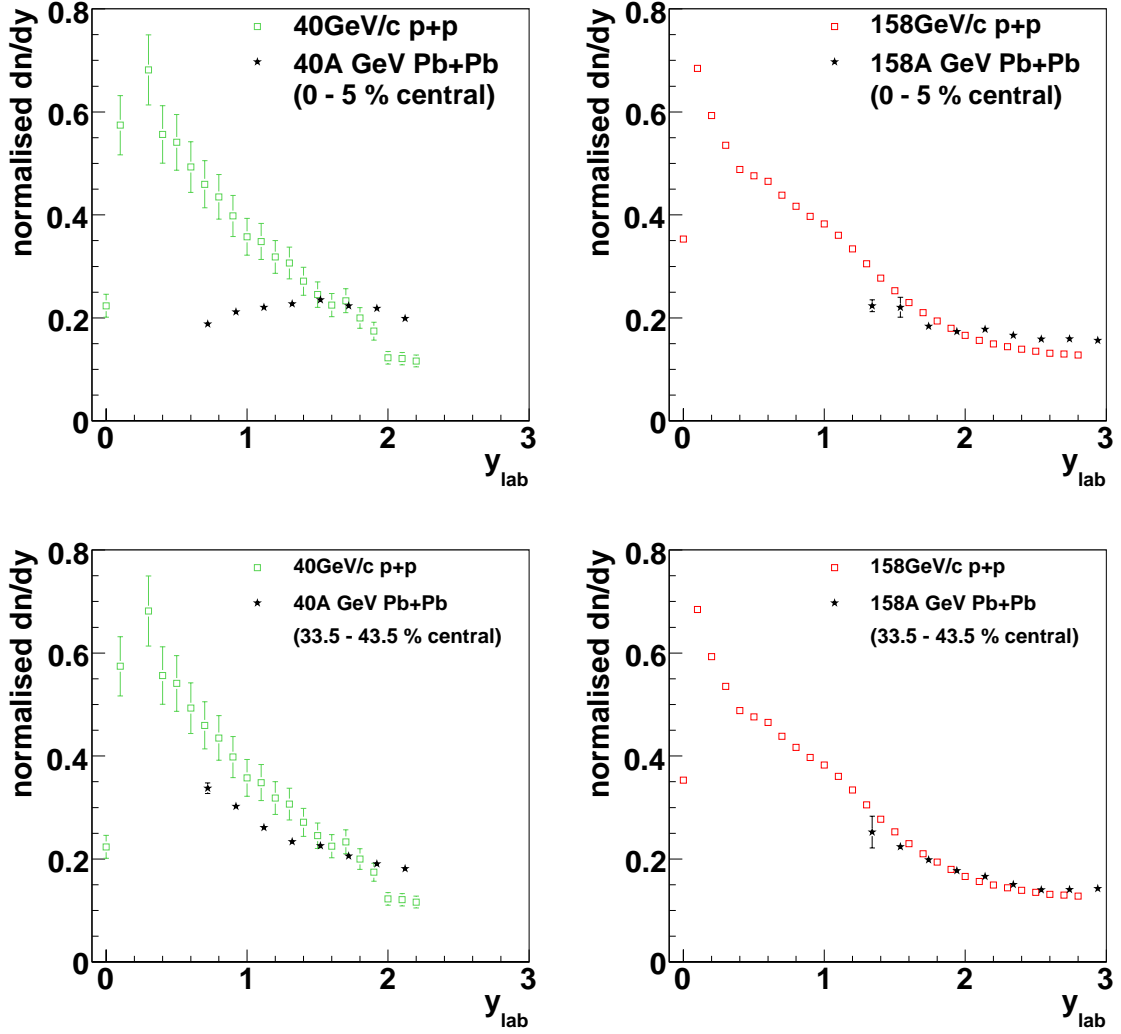 normalised dn/dy
0.8
0.6
0.4
0.2
0
40GeV/c p+p
40A GeV Pb+Pb
(0 - 5 % central)
0 1 2 3
y_lab
normalised dn/dy
0.8
0.6
0.4
0.2
0
158GeV/c p+p
158A GeV Pb+Pb
(0 - 5 % central)
0 1 2 3
y_lab
normalised dn/dy
0.8
0.6
0.4
0.2
0
40GeV/c p+p
40A GeV Pb+Pb
(33.5 - 43.5 % central)
0 1 2 3
y_lab
normalised dn/dy
0.8
0.6
0.4
0.2
0
158GeV/c p+p
158A GeV Pb+Pb
(33.5 - 43.5 % central)
0 1 2 3
y_lab